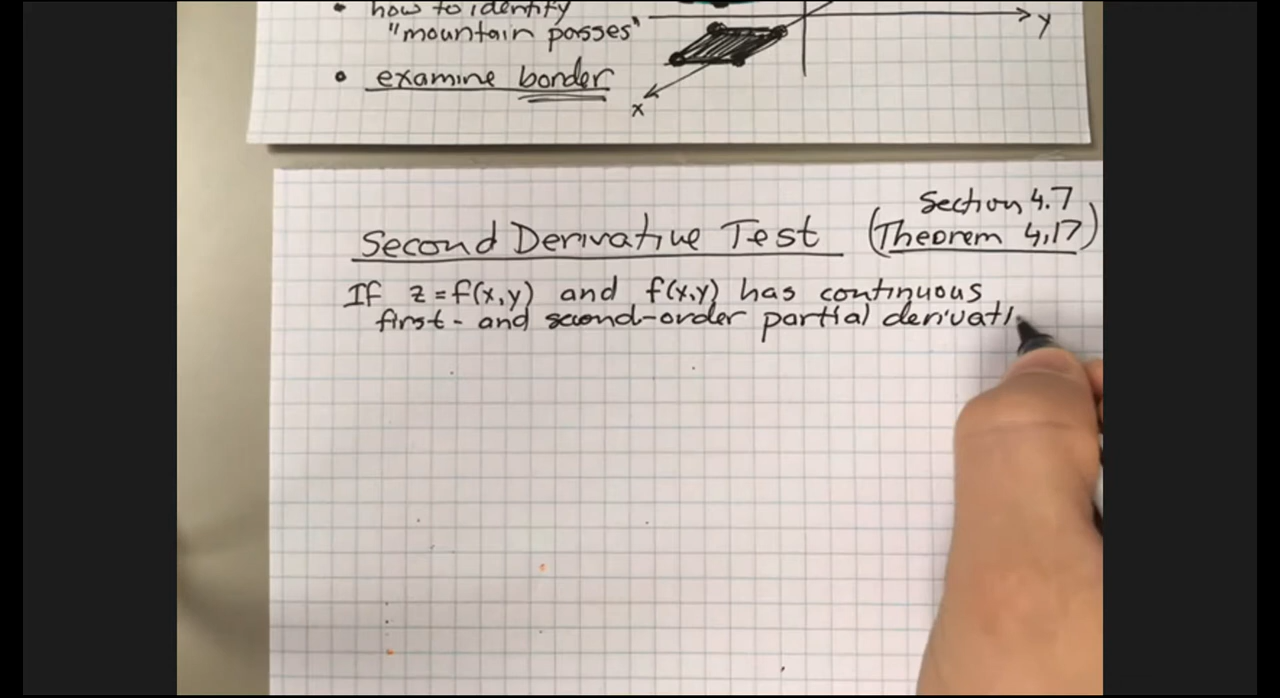 • how to identify
"mountain passes"
• examine border
y
x
Section 4.7
Second Derivative Test (Theorem 4.17)
If z = f(x,y) and f(x,y) has continuous
first- and second-order partial derivati